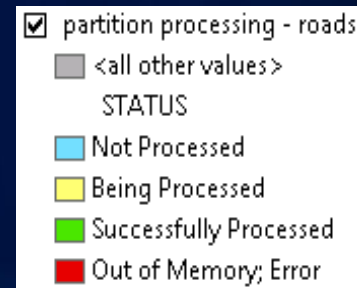 partition processing - roads
<all other values>
STATUS
Not Processed
Being Processed
Successfully Processed
Out of Memory; Error